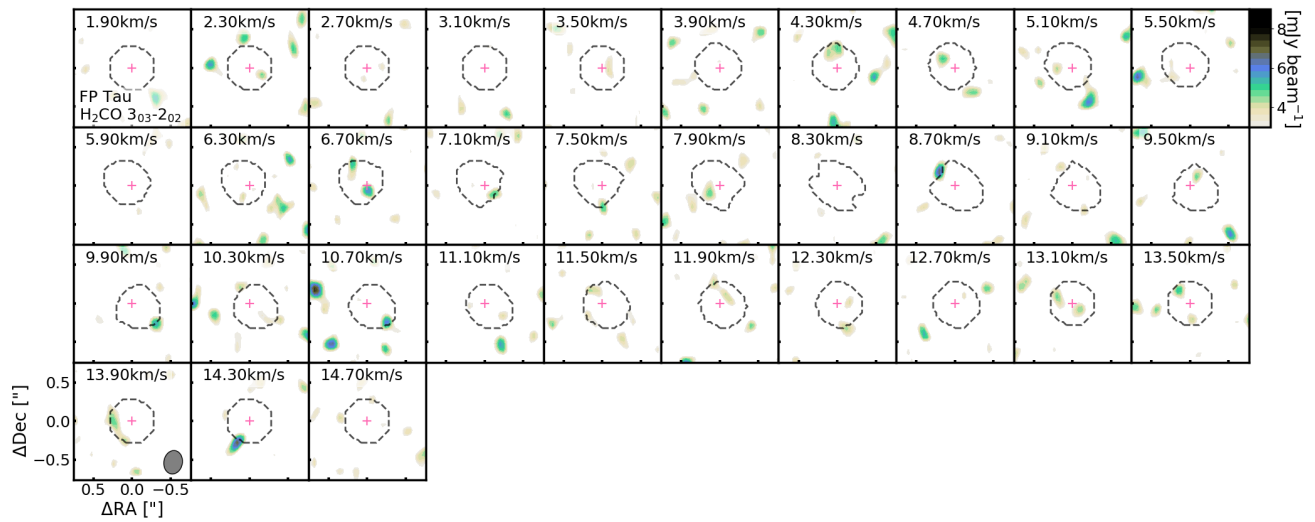 1.90km/s 2.30km/s 2.70km/s 3.10km/s 3.50km/s 3.90km/s 4.30km/s 4.70km/s 5.10km/s 5.50km/s
FP Tau
H₂CO 3₀₃-2₀₂
8
6
4
[mJy beam⁻¹]
5.90km/s 6.30km/s 6.70km/s 7.10km/s 7.50km/s 7.90km/s 8.30km/s 8.70km/s 9.10km/s 9.50km/s
9.90km/s 10.30km/s 10.70km/s 11.10km/s 11.50km/s 11.90km/s 12.30km/s 12.70km/s 13.10km/s 13.50km/s
13.90km/s 14.30km/s 14.70km/s
0.5
0.0
−0.5
ΔDec ["]
0.5 0.0 −0.5
ΔRA ["]